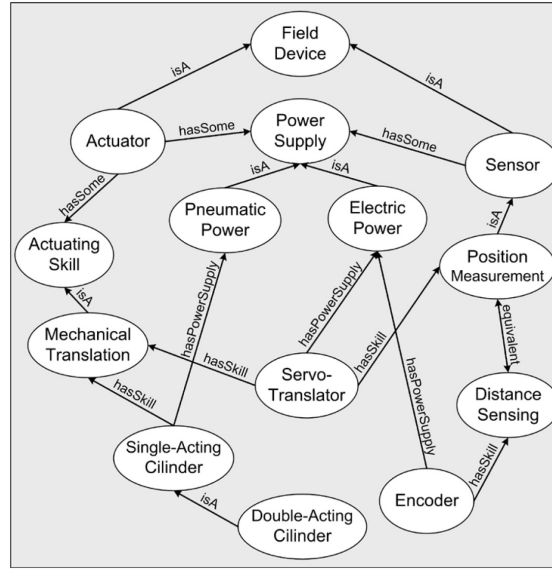 Field
Device
isA
isA
Actuator
hasSome
Power
Supply
hasSome
Sensor
hasSome
isA
isA
isA
Pneumatic
Power
Electric
Power
Actuating
Skill
Position
Measurement
isA
hasPowerSupply
hasPowerSupply
equivalent
Mechanical
Translation
hasSkill
Servo-
Translator
hasSkill
hasPowerSupply
Distance
Sensing
hasSkill
Single-Acting
Cilinder
hasSkill
isA
Double-Acting
Cilinder
Encoder